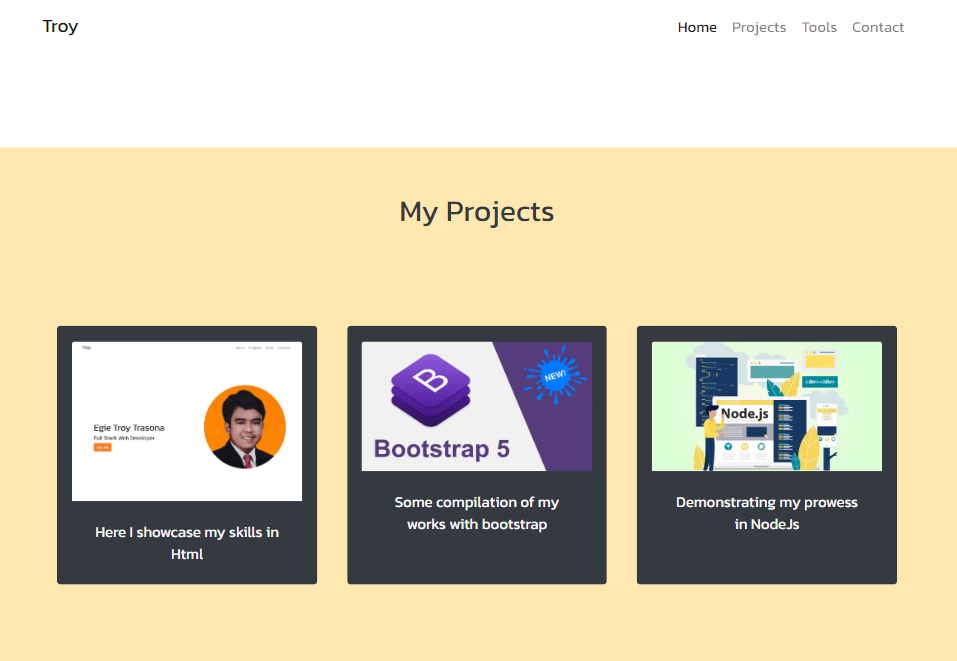 Troy
Home Projects Tools Contact
My Projects
Troy
Home Projects Tools Contact
Egie Troy Trasona
Full Stack Web Developer
Here I showcase my skills in
Html
B
NEW!
Bootstrap 5
Some compilation of my
works with bootstrap
<div></div>
Node.js
Demonstrating my prowess
in NodeJs